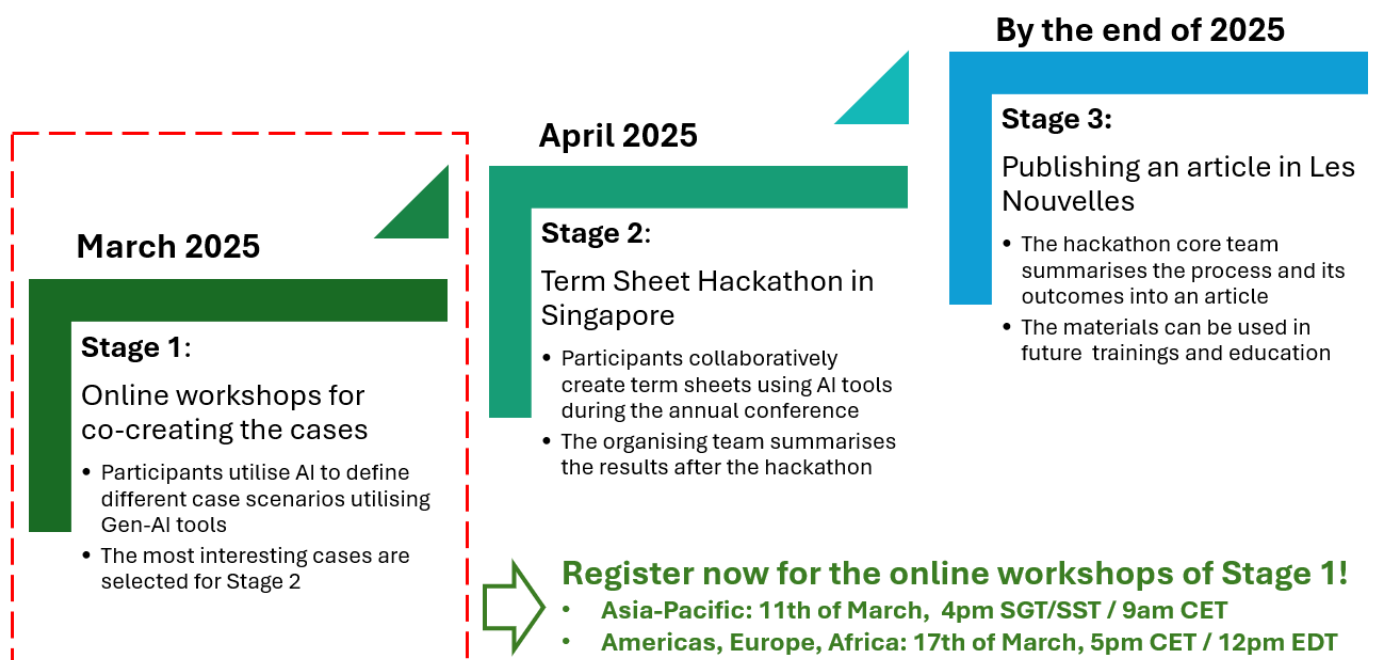 March 2025
Stage 1:
Online workshops for
co-creating the cases
• Participants utilise AI to define
different case scenarios utilising
Gen-AI tools
• The most interesting cases are
selected for Stage 2
April 2025
Stage 2:
Term Sheet Hackathon in
Singapore
• Participants collaboratively
create term sheets using AI tools
during the annual conference
• The organising team summarises
the results after the hackathon
By the end of 2025
Stage 3:
Publishing an article in Les
Nouvelles
• The hackathon core team
summarises the process and its
outcomes into an article
• The materials can be used in
future trainings and education
Register now for the online workshops of Stage 1!
• Asia-Pacific: 11th of March, 4pm SGT/SST / 9am CET
• Americas, Europe, Africa: 17th of March, 5pm CET / 12pm EDT